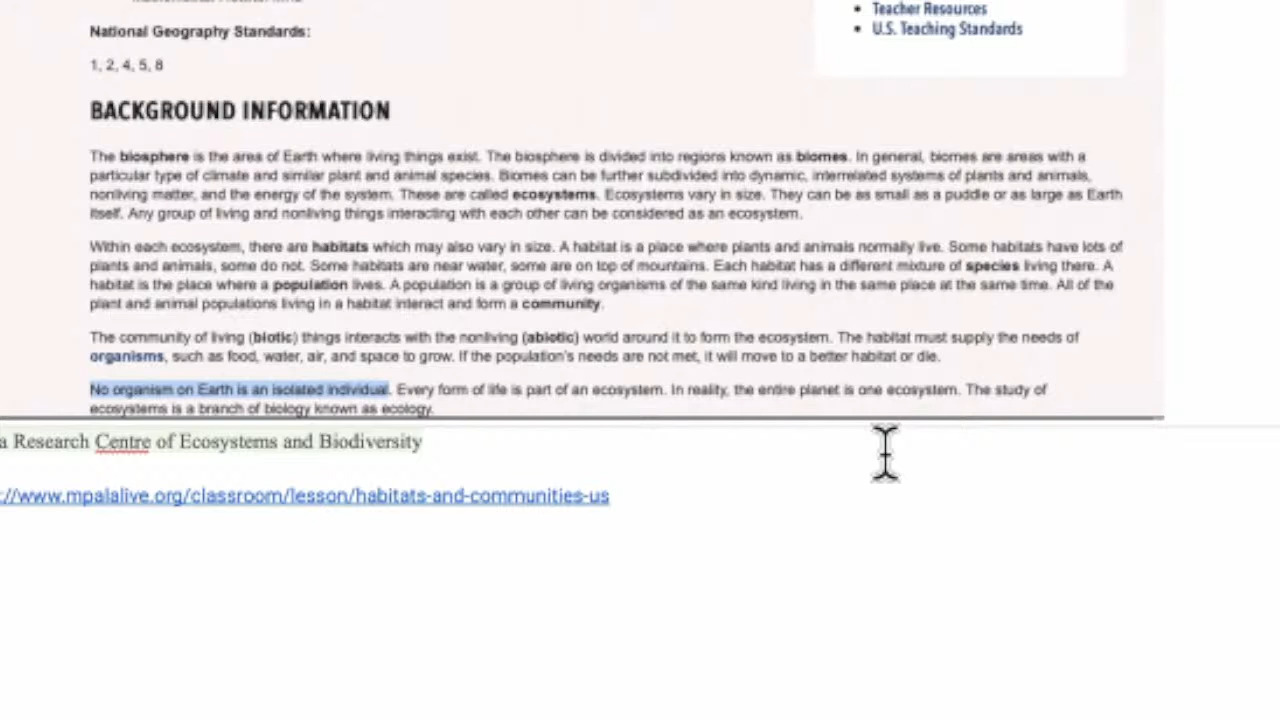 Teacher Resources
National Geography Standards:
U.S. Teaching Standards
1, 2, 4, 5, 8
BACKGROUND INFORMATION
The biosphere is the area of Earth where living things exist. The biosphere is divided into regions known as biomes. In general, biomes are areas with a
particular type of climate and similar plant and animal species. Biomes can be further subdivided into dynamic, interrelated systems of plants and animals,
nonliving matter, and the energy of the system. These are called ecosystems. Ecosystems vary in size. They can be as small as a puddle or as large as Earth
itself. Any group of living and nonliving things interacting with each other can be considered as an ecosystem.
Within each ecosystem, there are habitats which may also vary in size. A habitat is a place where plants and animals normally live. Some habitats have lots of
plants and animals, some do not. Some habitats are near water, some are on top of mountains. Each habitat has a different mixture of species living there. A
habitat is the place where a population lives. A population is a group of living organisms of the same kind living in the same place at the same time. All of the
plant and animal populations living in a habitat interact and form a community.
The community of living (biotic) things interacts with the nonliving (abiotic) world around it to form the ecosystem. The habitat must supply the needs of
organisms, such as food, water, air, and space to grow. If the population's needs are not met, it will move to a better habitat or die.
No organism on Earth is an isolated individual. Every form of life is part of an ecosystem. In reality, the entire planet is one ecosystem. The study of
ecosystems is a branch of biology known as ecology.
a Research Centre of Ecosystems and Biodiversity
://www.mpalalive.org/classroom/lesson/habitats-and-communities-us